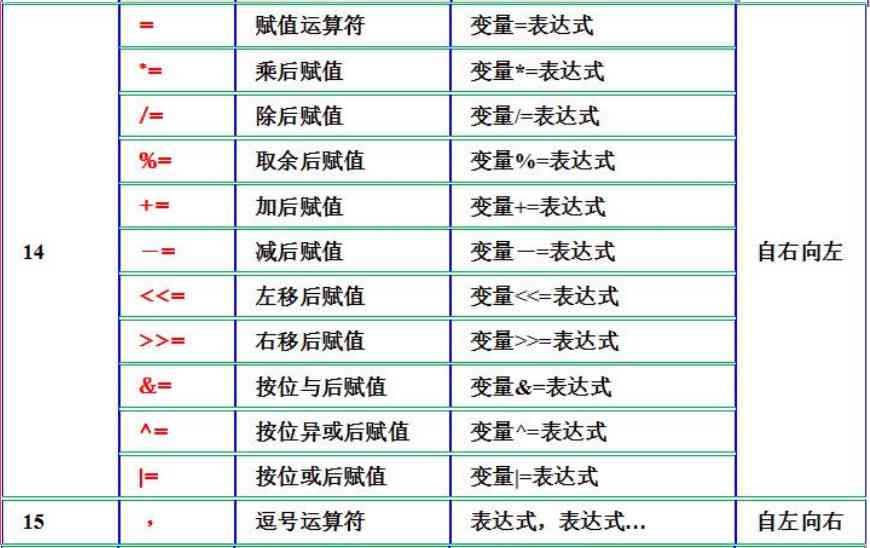 = 赋值运算符 变量=表达式
*= 乘后赋值 变量*=表达式
/= 除后赋值 变量/=表达式
%= 取余后赋值 变量%=表达式
+= 加后赋值 变量+=表达式
14 －= 减后赋值 变量－=表达式 自右向左
<<= 左移后赋值 变量<<=表达式
>>= 右移后赋值 变量>>=表达式
&= 按位与后赋值 变量&=表达式
^= 按位异或后赋值 变量^=表达式
|= 按位或后赋值 变量|=表达式
15 ， 逗号运算符 表达式，表达式… 自左向右